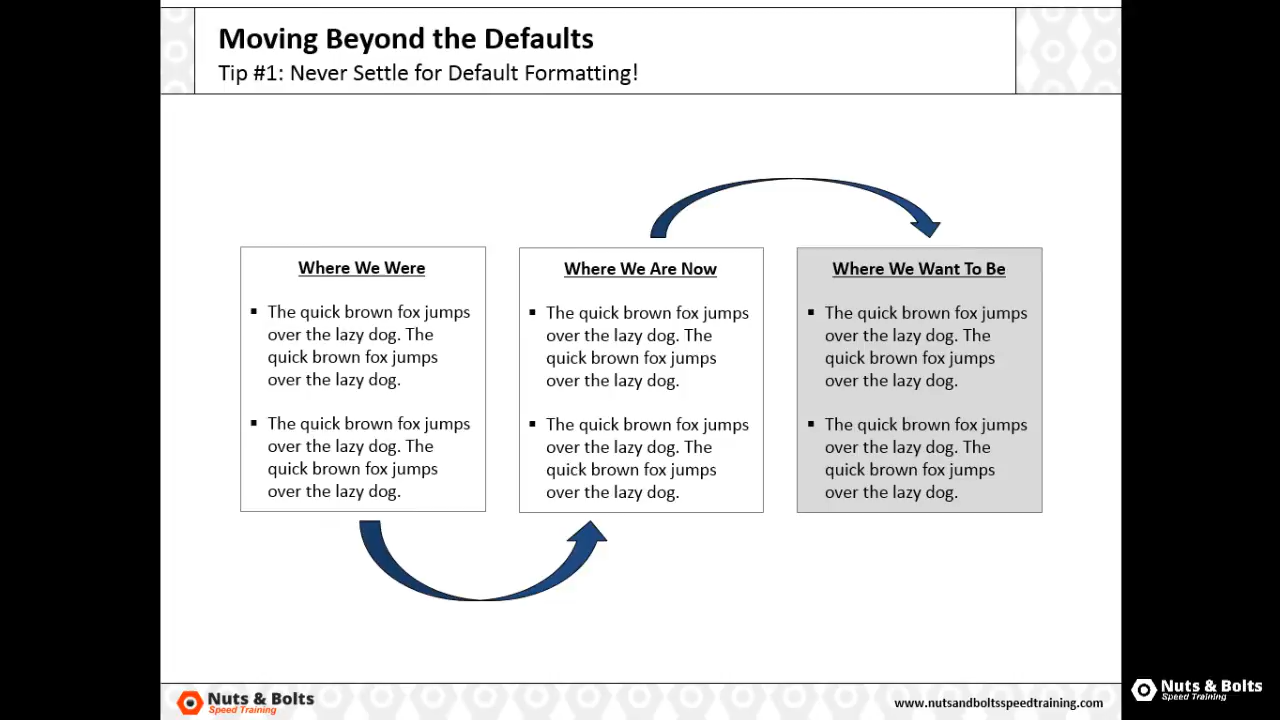 Moving Beyond the Defaults
Tip #1: Never Settle for Default Formatting!
Where We Were
▪ The quick brown fox jumps
over the lazy dog. The
quick brown fox jumps
over the lazy dog.
▪ The quick brown fox jumps
over the lazy dog. The
quick brown fox jumps
over the lazy dog.
Where We Are Now
▪ The quick brown fox jumps
over the lazy dog. The
quick brown fox jumps
over the lazy dog.
▪ The quick brown fox jumps
over the lazy dog. The
quick brown fox jumps
over the lazy dog.
Where We Want To Be
▪ The quick brown fox jumps
over the lazy dog. The
quick brown fox jumps
over the lazy dog.
▪ The quick brown fox jumps
over the lazy dog. The
quick brown fox jumps
over the lazy dog.
Nuts & Bolts
Speed Training
www.nutsandboltsspeedtraining.com
Nuts & Bolts
Speed Training